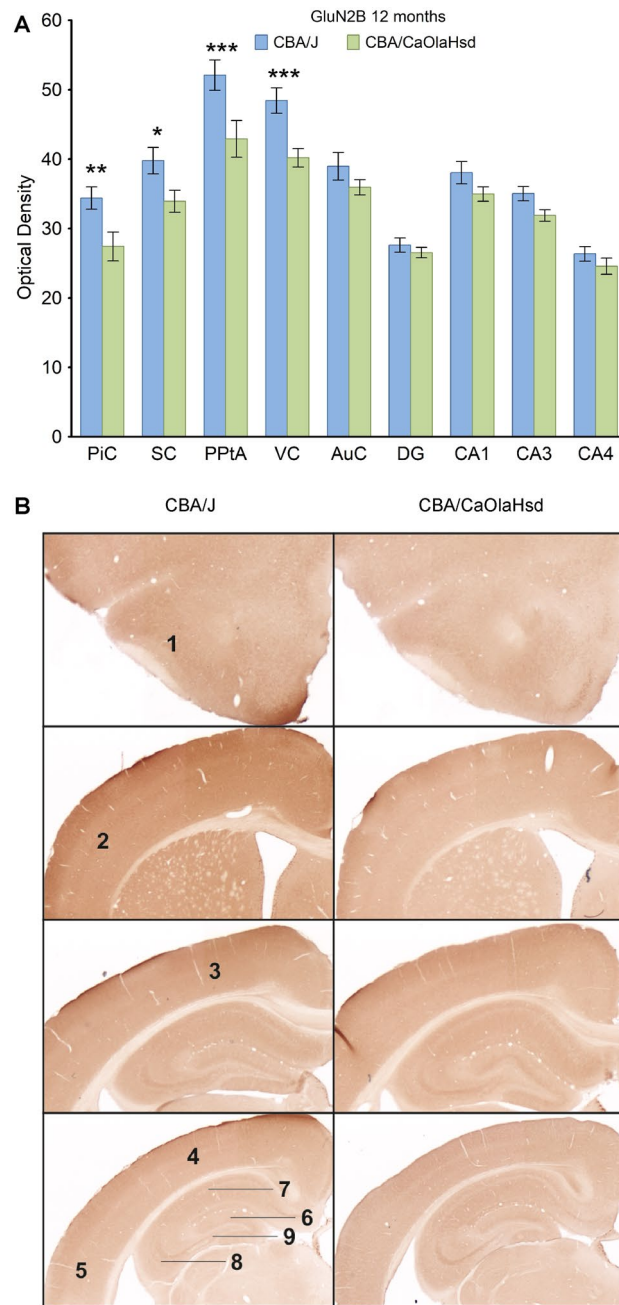 A
GluN2B 12 months
CBA/J CBA/CaOlaHsd
Optical Density
60
50
40
30
20
10
0
**
*
***
***
PiC SC PPtA VC AuC DG CA1 CA3 CA4
B
CBA/J CBA/CaOlaHsd
1
2
3
4
7
6
9
8
5